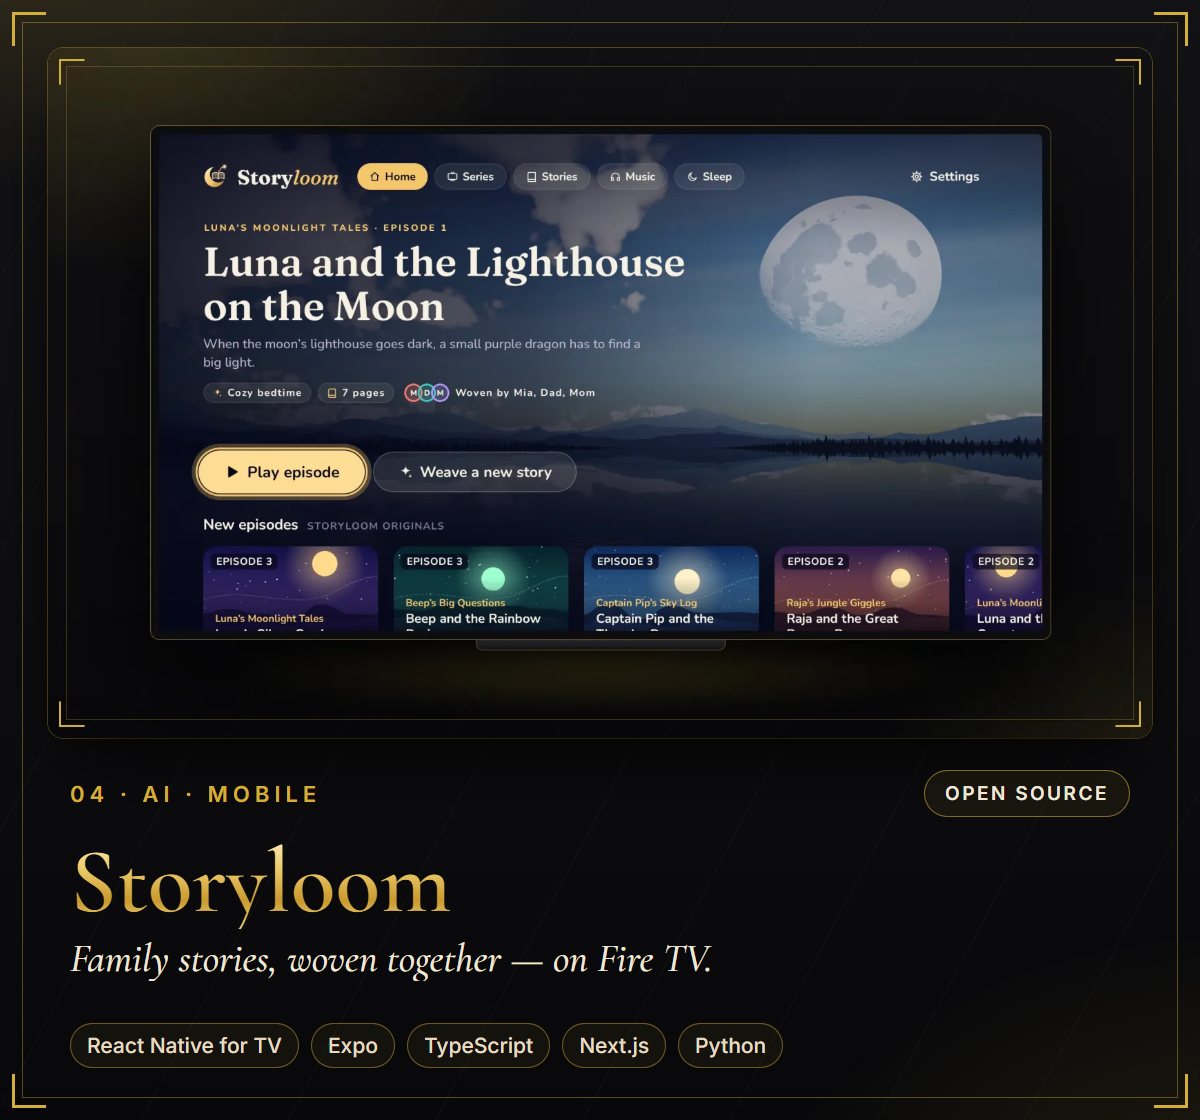 Storyloom
Home
Series
Stories
Music
Sleep
Settings
LUNA'S MOONLIGHT TALES · EPISODE 1
Luna and the Lighthouse
on the Moon
When the moon's lighthouse goes dark, a small purple dragon has to find a
big light.
Cozy bedtime
7 pages
M D M
Woven by Mia, Dad, Mom
Play episode
Weave a new story
New episodes STORYLOOM ORIGINALS
EPISODE 3
Luna's Moonlight Tales
EPISODE 3
Beep's Big Questions
Beep and the Rainbow
EPISODE 3
Captain Pip's Sky Log
Captain Pip and the
EPISODE 2
Raja's Jungle Giggles
Raja and the Great
EPISODE 2
Luna's
Luna and
04 · AI · MOBILE
OPEN SOURCE
Storyloom
Family stories, woven together — on Fire TV.
React Native for TV
Expo
TypeScript
Next.js
Python